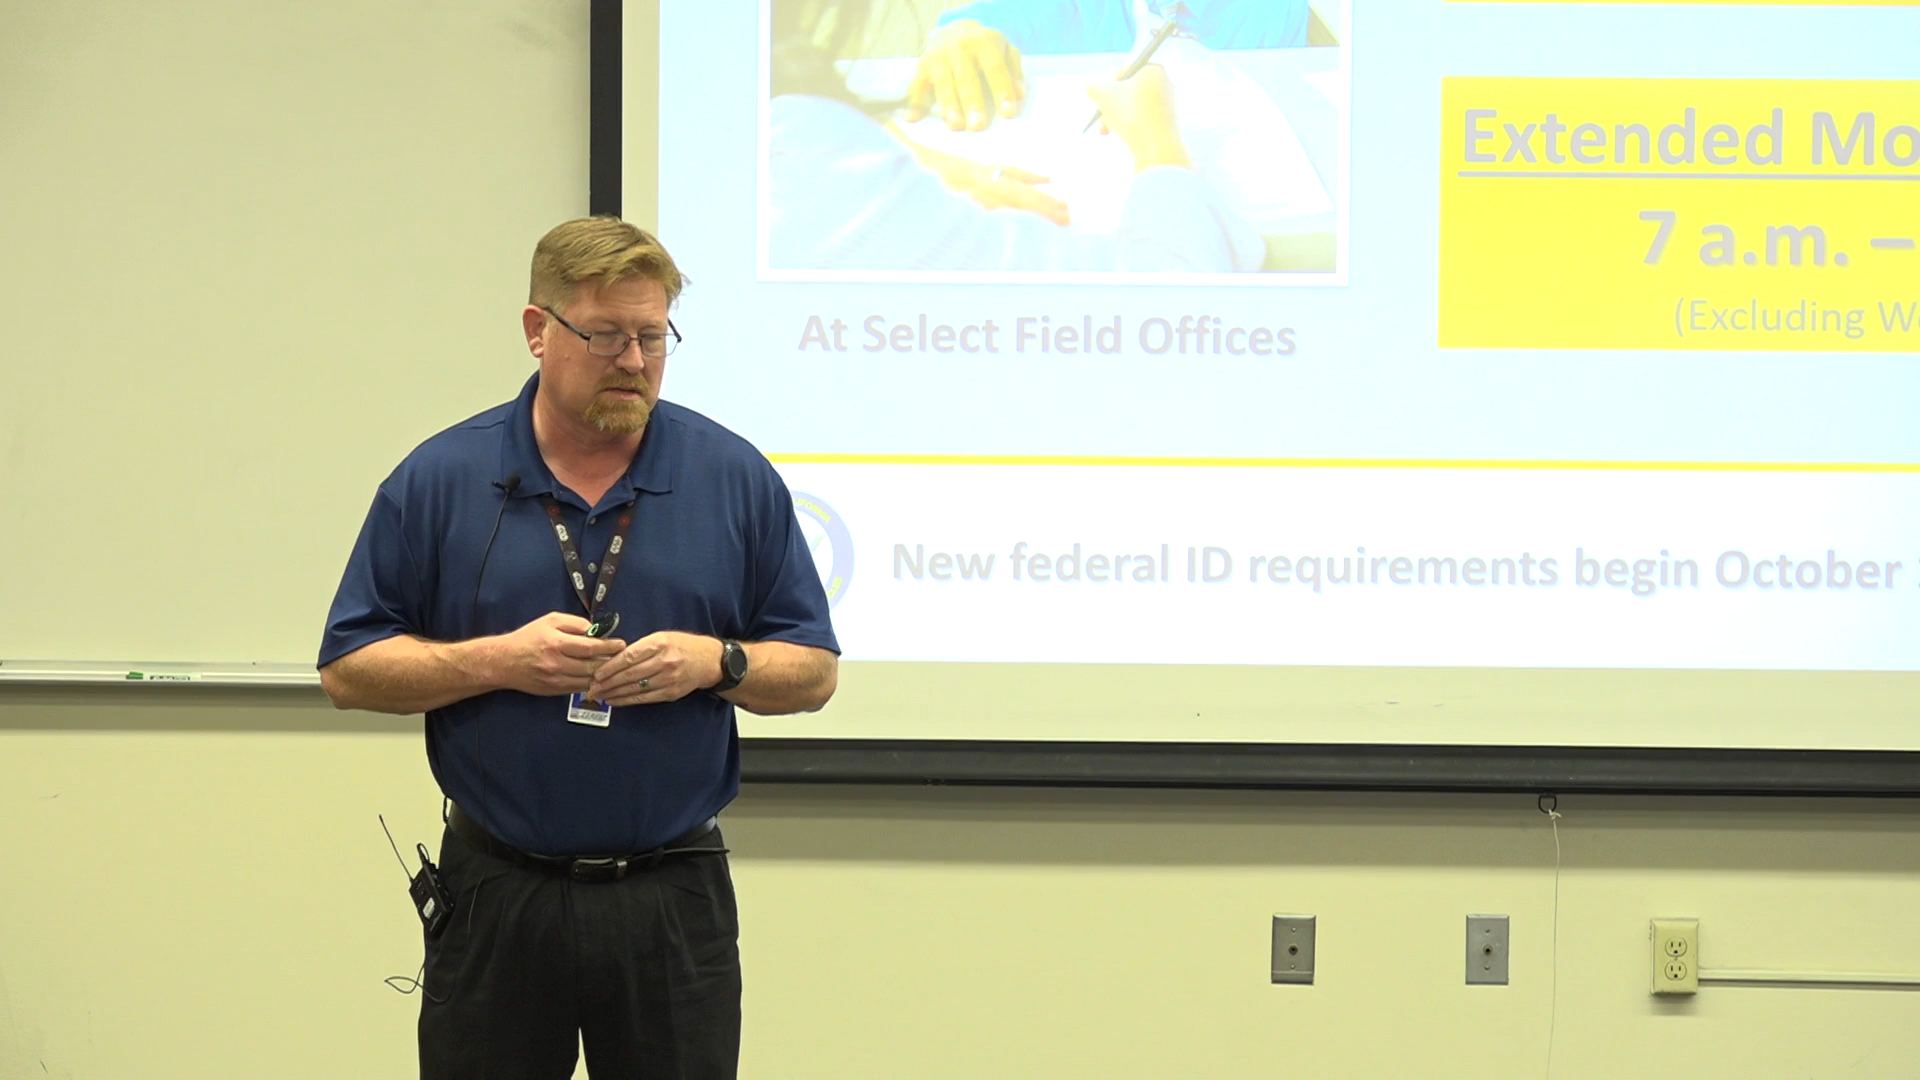 Extended Mo
7 a.m. –
(Excluding W
At Select Field Offices
New federal ID requirements begin October